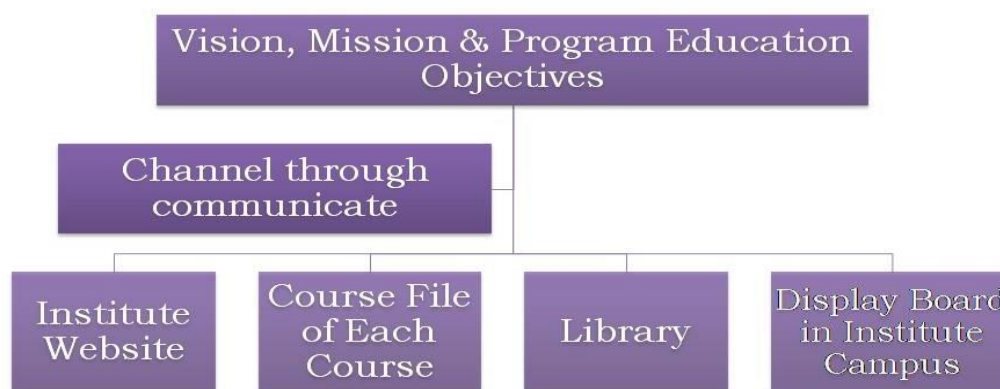 Vision, Mission & Program Education
Objectives
Channel through
communicate
Institute
Website
Course File
of Each
Course
Library
Display Board
in Institute
Campus